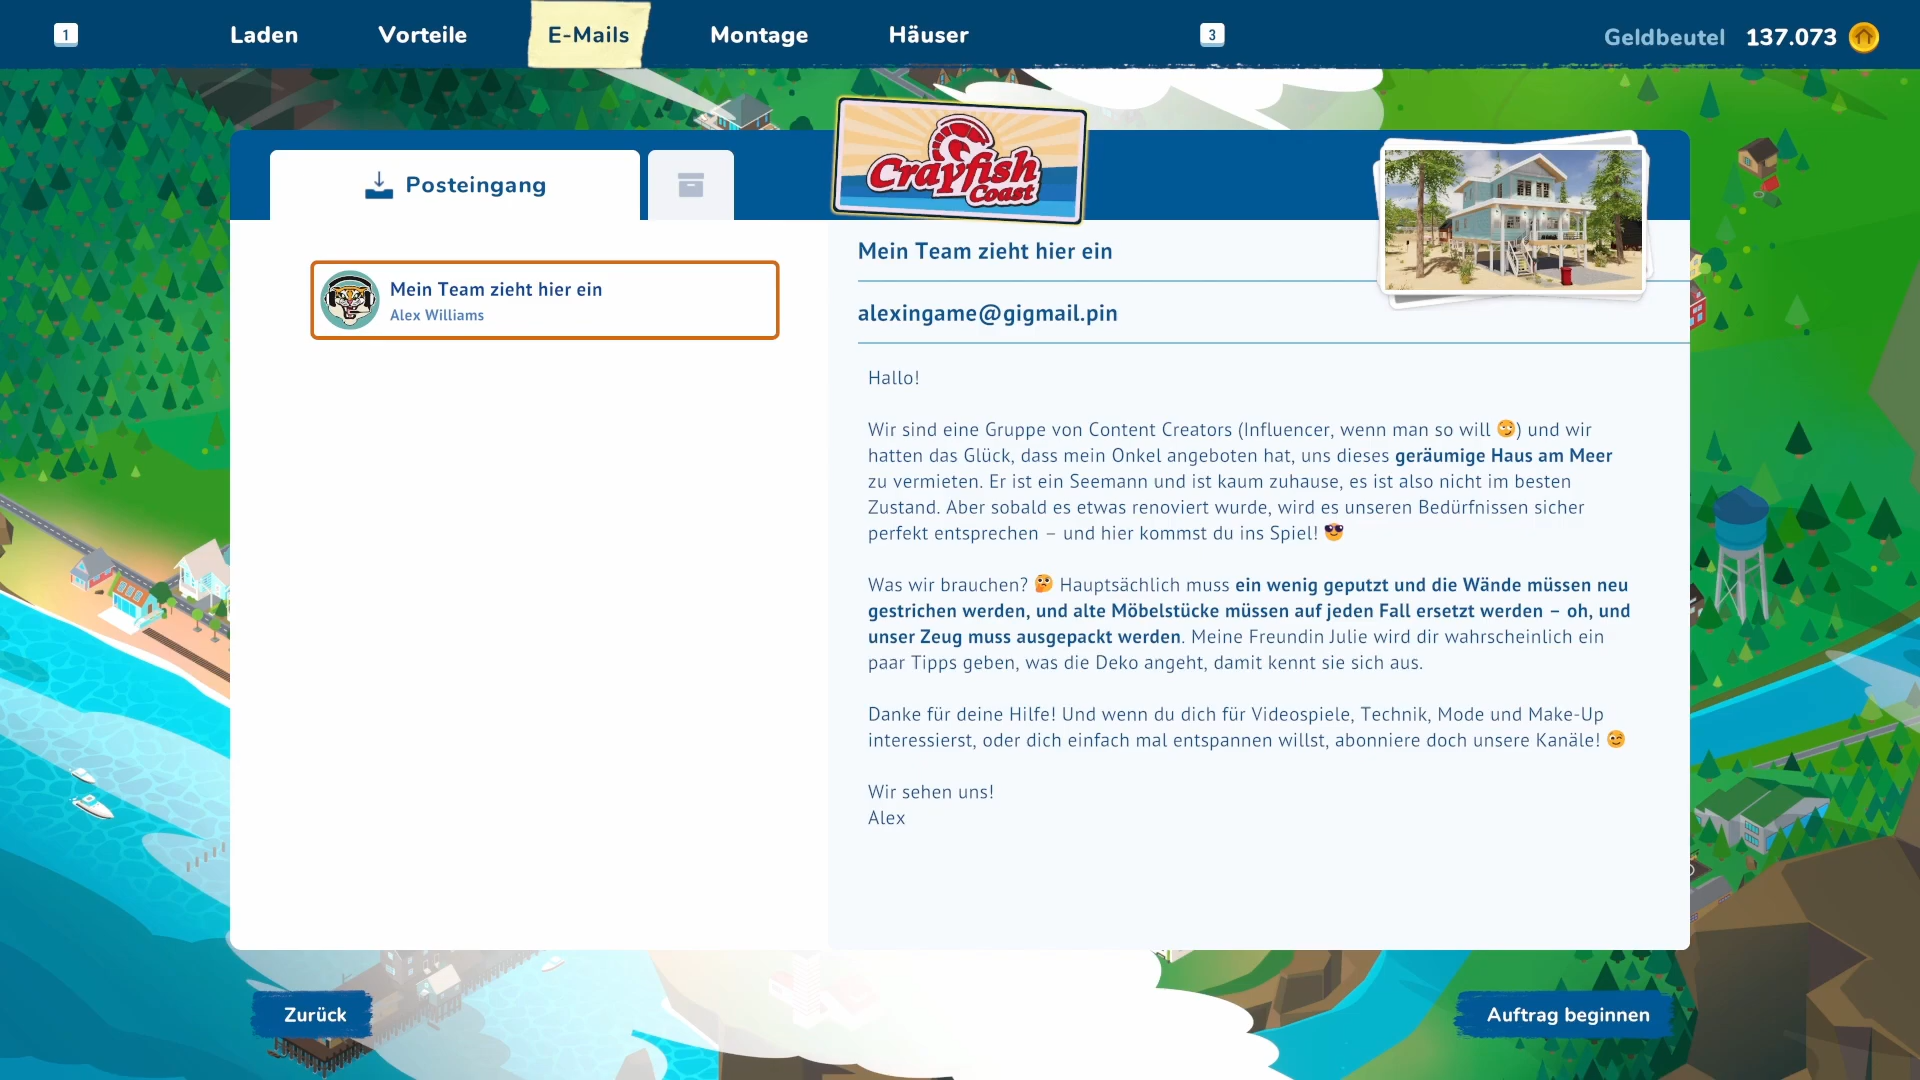 1
Laden
Vorteile
E-Mails
Montage
Häuser
3
Geldbeutel 137.073
Posteingang
Crayfish
Coast
Mein Team zieht hier ein
Alex Williams
Mein Team zieht hier ein
alexingame@gigmail.pin
Hallo!
Wir sind eine Gruppe von Content Creators (Influencer, wenn man so will 😏) und wir
hatten das Glück, dass mein Onkel angeboten hat, uns dieses geräumige Haus am Meer
zu vermieten. Er ist ein Seemann und ist kaum zuhause, es ist also nicht im besten
Zustand. Aber sobald es etwas renoviert wurde, wird es unseren Bedürfnissen sicher
perfekt entsprechen – und hier kommst du ins Spiel! 😎
Was wir brauchen? 🤔 Hauptsächlich muss ein wenig geputzt und die Wände müssen neu
gestrichen werden, und alte Möbelstücke müssen auf jeden Fall ersetzt werden – oh, und
unser Zeug muss ausgepackt werden. Meine Freundin Julie wird dir wahrscheinlich ein
paar Tipps geben, was die Deko angeht, damit kennt sie sich aus.
Danke für deine Hilfe! Und wenn du dich für Videospiele, Technik, Mode und Make-Up
interessierst, oder dich einfach mal entspannen willst, abonniere doch unsere Kanäle! 😉
Wir sehen uns!
Alex
Zurück
Auftrag beginnen